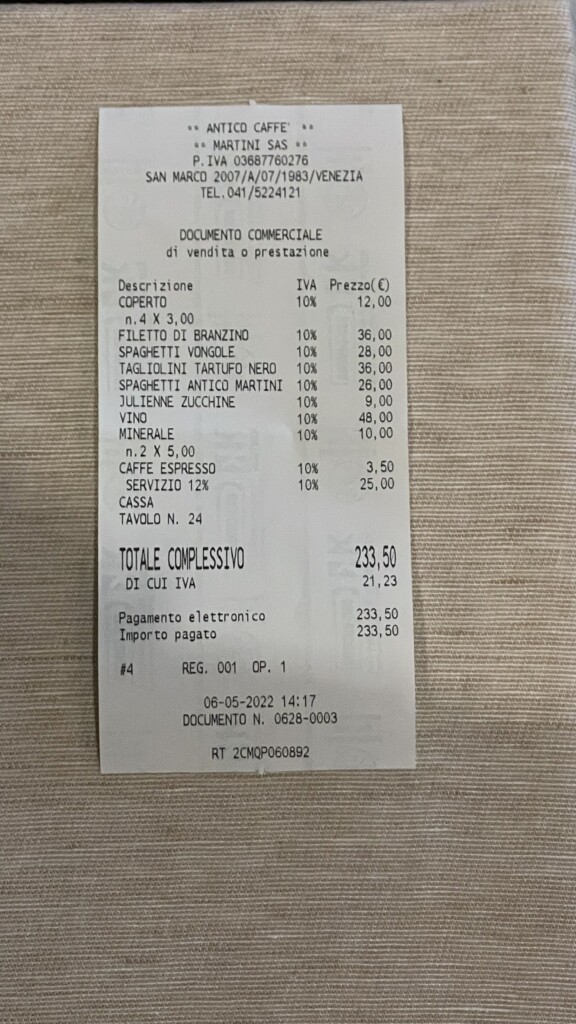 ** ANTICO CAFFE' **
** MARTINI SAS **
P.IVA 03687760276
SAN MARCO 2007/A/07/1983/VENEZIA
TEL.041/5224121
DOCUMENTO COMMERCIALE
di vendita o prestazione
Descrizione IVA Prezzo(€)
COPERTO 10% 12,00
n.4 X 3,00
FILETTO DI BRANZINO 10% 36,00
SPAGHETTI VONGOLE 10% 28,00
TAGLIOLINI TARTUFO NERO 10% 36,00
SPAGHETTI ANTICO MARTINI 10% 26,00
JULIENNE ZUCCHINE 10% 9,00
VINO 10% 48,00
MINERALE 10% 10,00
n.2 X 5,00
CAFFE ESPRESSO 10% 3,50
SERVIZIO 12% 10% 25,00
CASSA
TAVOLO N. 24
TOTALE COMPLESSIVO 233,50
DI CUI IVA 21,23
Pagamento elettronico 233,50
Importo pagato 233,50
#4 REG. 001 OP. 1
06-05-2022 14:17
DOCUMENTO N. 0628-0003
RT 2CMQP060892